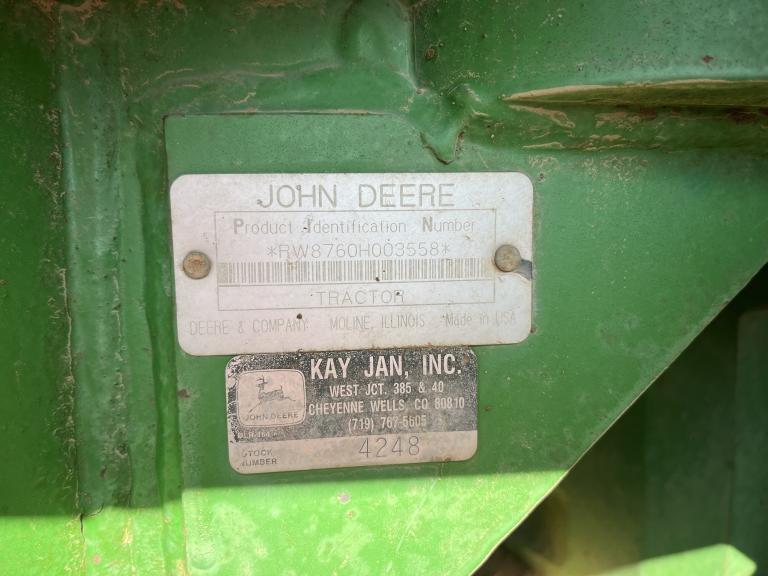 JOHN DEERE
Product Identification Number
*RW8760H003558*
TRACTOR
DEERE & COMPANY MOLINE, ILLINOIS Made in USA
KAY JAN, INC.
WEST JCT. 385 & 40
CHEYENNE WELLS, CO 80810
(719) 767-5605
JOHN DEERE
STOCK
NUMBER
4248